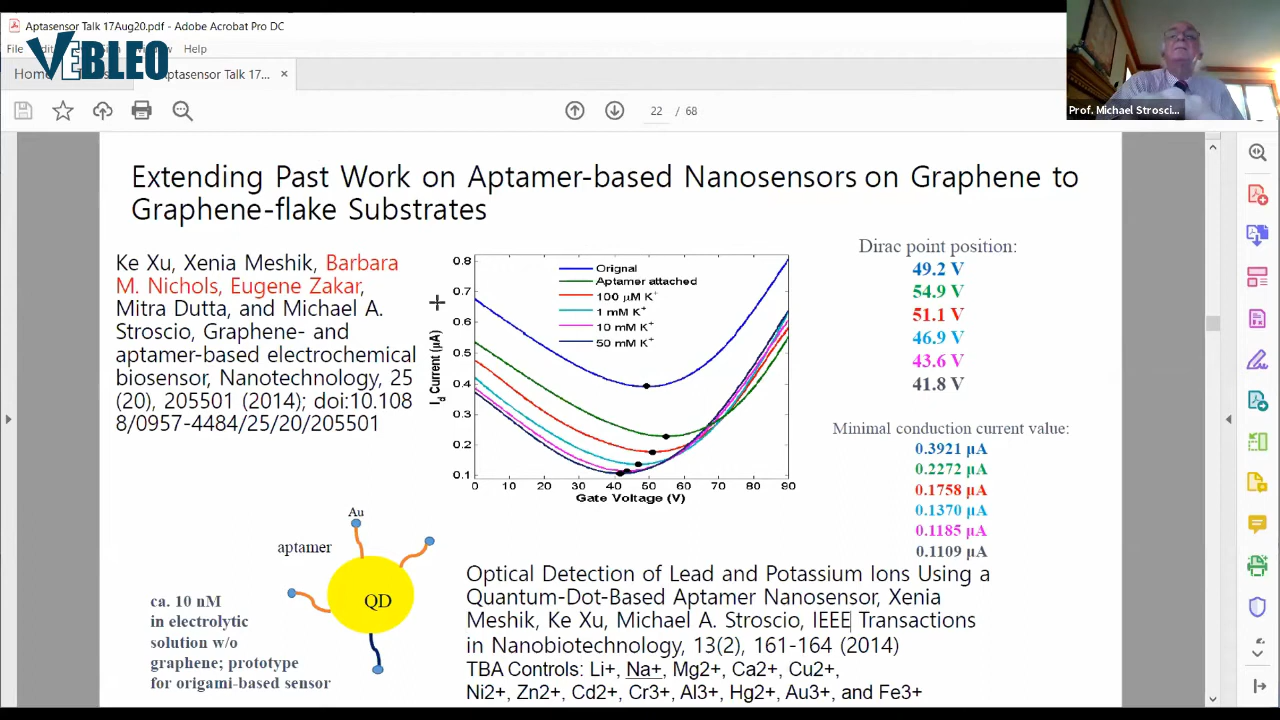 Aptasensor Talk 17Aug20.pdf - Adobe Acrobat Pro DC
File Help
VEBLEO
Home Aptasensor Talk 17... ×
22 / 68
Prof. Michael Strosci...
Extending Past Work on Aptamer-based Nanosensors on Graphene to
Graphene-flake Substrates
Ke Xu, Xenia Meshik, Barbara
M. Nichols, Eugene Zakar,
Mitra Dutta, and Michael A.
Stroscio, Graphene- and
aptamer-based electrochemical
biosensor, Nanotechnology, 25
(20), 205501 (2014); doi:10.108
8/0957-4484/25/20/205501
0.8
0.7
0.6
0.5
0.4
0.3
0.2
0.1
Id Current (µA)
Orignal
Aptamer attached
100 µM K+
1 mM K+
10 mM K+
50 mM K+
0 10 20 30 40 50 60 70 80 90
Gate Voltage (V)
Dirac point position:
49.2 V
54.9 V
51.1 V
46.9 V
43.6 V
41.8 V
Minimal conduction current value:
0.3921 µA
0.2272 µA
0.1758 µA
0.1370 µA
0.1185 µA
0.1109 µA
Au
aptamer
QD
ca. 10 nM
in electrolytic
solution w/o
graphene; prototype
for origami-based sensor
Optical Detection of Lead and Potassium Ions Using a
Quantum-Dot-Based Aptamer Nanosensor, Xenia
Meshik, Ke Xu, Michael A. Stroscio, IEEE Transactions
in Nanobiotechnology, 13(2), 161-164 (2014)
TBA Controls: Li+, Na+, Mg2+, Ca2+, Cu2+,
Ni2+, Zn2+, Cd2+, Cr3+, Al3+, Hg2+, Au3+, and Fe3+